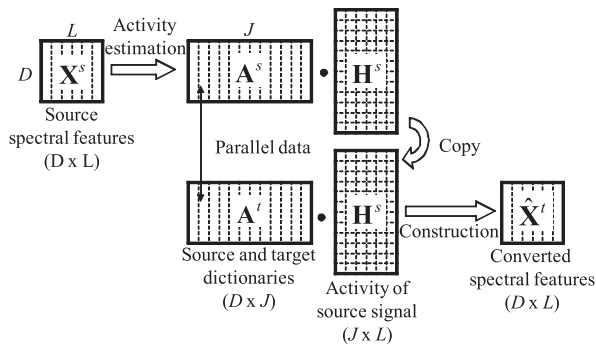 L
Activity
estimation
J
D
X^s
A^s
H^s
Source
spectral features
(D x L)
Parallel data
Copy
A^t
H^s
X̂^t
Construction
Source and target
dictionaries
(D x J)
Converted
spectral features
(D x L)
Activity of
source signal
(J x L)